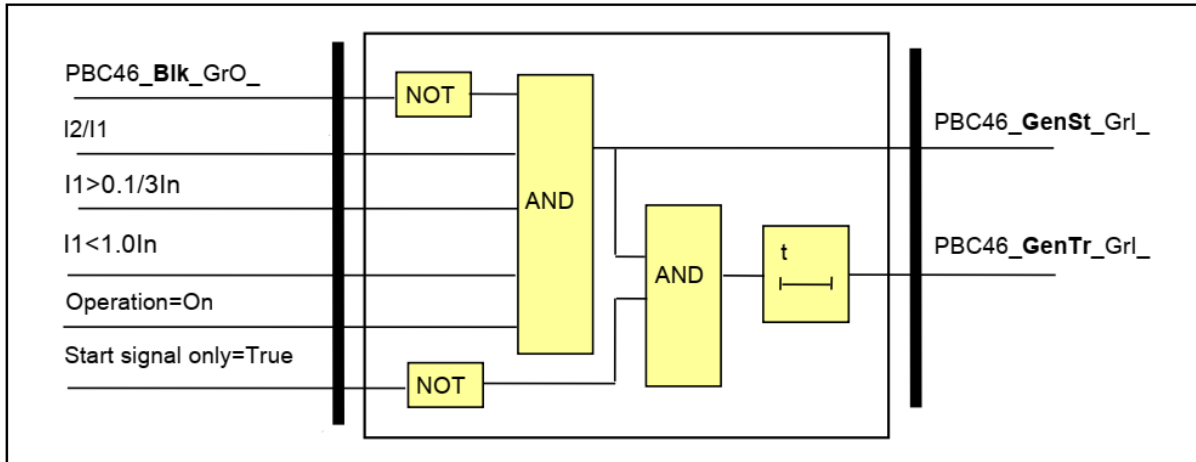 PBC46_Blk_GrO_
NOT
I2/I1
I1>0.1/3In
I1<1.0In
Operation=On
Start signal only=True
NOT
AND
AND
t
PBC46_GenSt_GrI_
PBC46_GenTr_GrI_